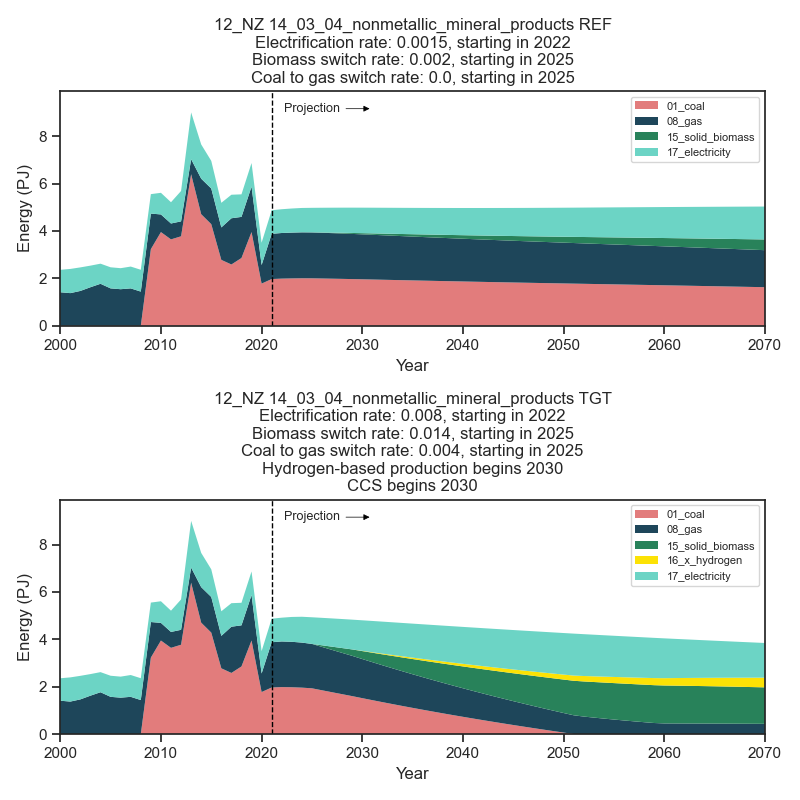 12_NZ 14_03_04_nonmetallic_mineral_products REF
Electrification rate: 0.0015, starting in 2022
Biomass switch rate: 0.002, starting in 2025
Coal to gas switch rate: 0.0, starting in 2025
Projection
01_coal
08_gas
15_solid_biomass
17_electricity
Energy (PJ)
8
6
4
2
0
2000 2010 2020 2030 2040 2050 2060 2070
Year
12_NZ 14_03_04_nonmetallic_mineral_products TGT
Electrification rate: 0.008, starting in 2022
Biomass switch rate: 0.014, starting in 2025
Coal to gas switch rate: 0.004, starting in 2025
Hydrogen-based production begins 2030
CCS begins 2030
Projection
01_coal
08_gas
15_solid_biomass
16_x_hydrogen
17_electricity
Energy (PJ)
8
6
4
2
0
2000 2010 2020 2030 2040 2050 2060 2070
Year